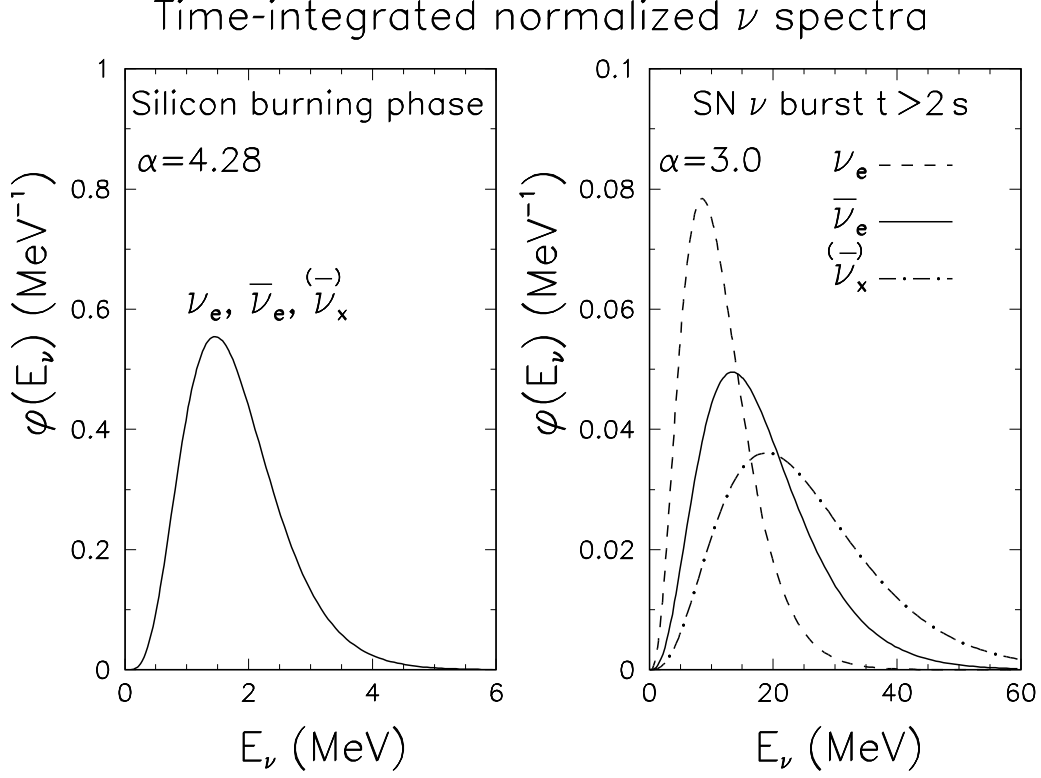 Time-integrated normalized ν spectra
Silicon burning phase
α=4.28
(−)
ν_e, ν̅_e, ν_x
φ(E_ν) (MeV⁻¹)
1
0.8
0.6
0.4
0.2
0
0 2 4 6
E_ν (MeV)
SN ν burst t>2s
α=3.0
ν_e
ν̅_e
(−)
ν_x
φ(E_ν) (MeV⁻¹)
0.1
0.08
0.06
0.04
0.02
0
0 20 40 60
E_ν (MeV)